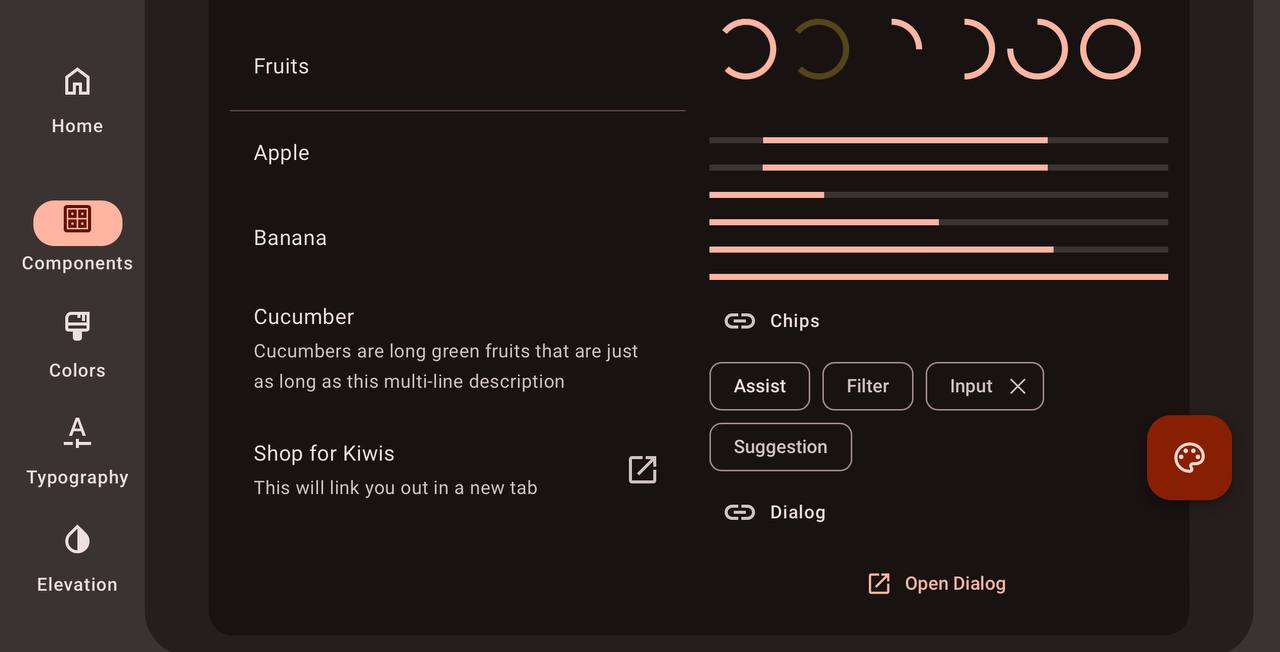 Home
Components
Colors
Typography
Elevation
Fruits
Apple
Banana
Cucumber
Cucumbers are long green fruits that are just
as long as this multi-line description
Shop for Kiwis
This will link you out in a new tab
Chips
Assist
Filter
Input
Suggestion
Dialog
Open Dialog